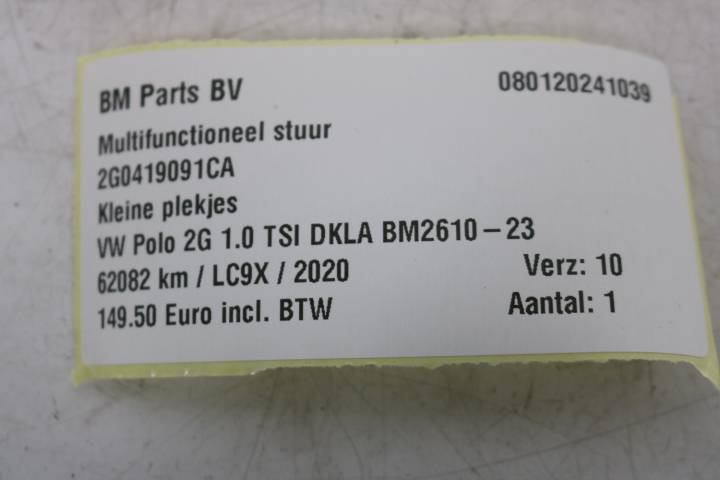 BM Parts BV 080120241039
Multifunctioneel stuur
2G0419091CA
Kleine plekjes
VW Polo 2G 1.0 TSI DKLA BM2610-23
62082 km / LC9X / 2020 Verz: 10
149.50 Euro incl. BTW Aantal: 1